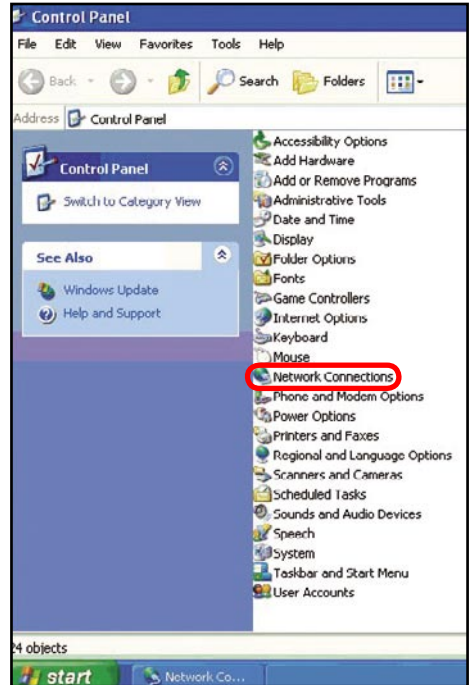 Control Panel
File Edit View Favorites Tools Help
Back Search Folders
Address Control Panel
Control Panel
Switch to Category View
See Also
Windows Update
Help and Support
Accessibility Options
Add Hardware
Add or Remove Programs
Administrative Tools
Date and Time
Display
Folder Options
Fonts
Game Controllers
Internet Options
Keyboard
Mouse
Network Connections
Phone and Modem Options
Power Options
Printers and Faxes
Regional and Language Options
Scanners and Cameras
Scheduled Tasks
Sounds and Audio Devices
Speech
System
Taskbar and Start Menu
User Accounts
24 objects
start Network Co...